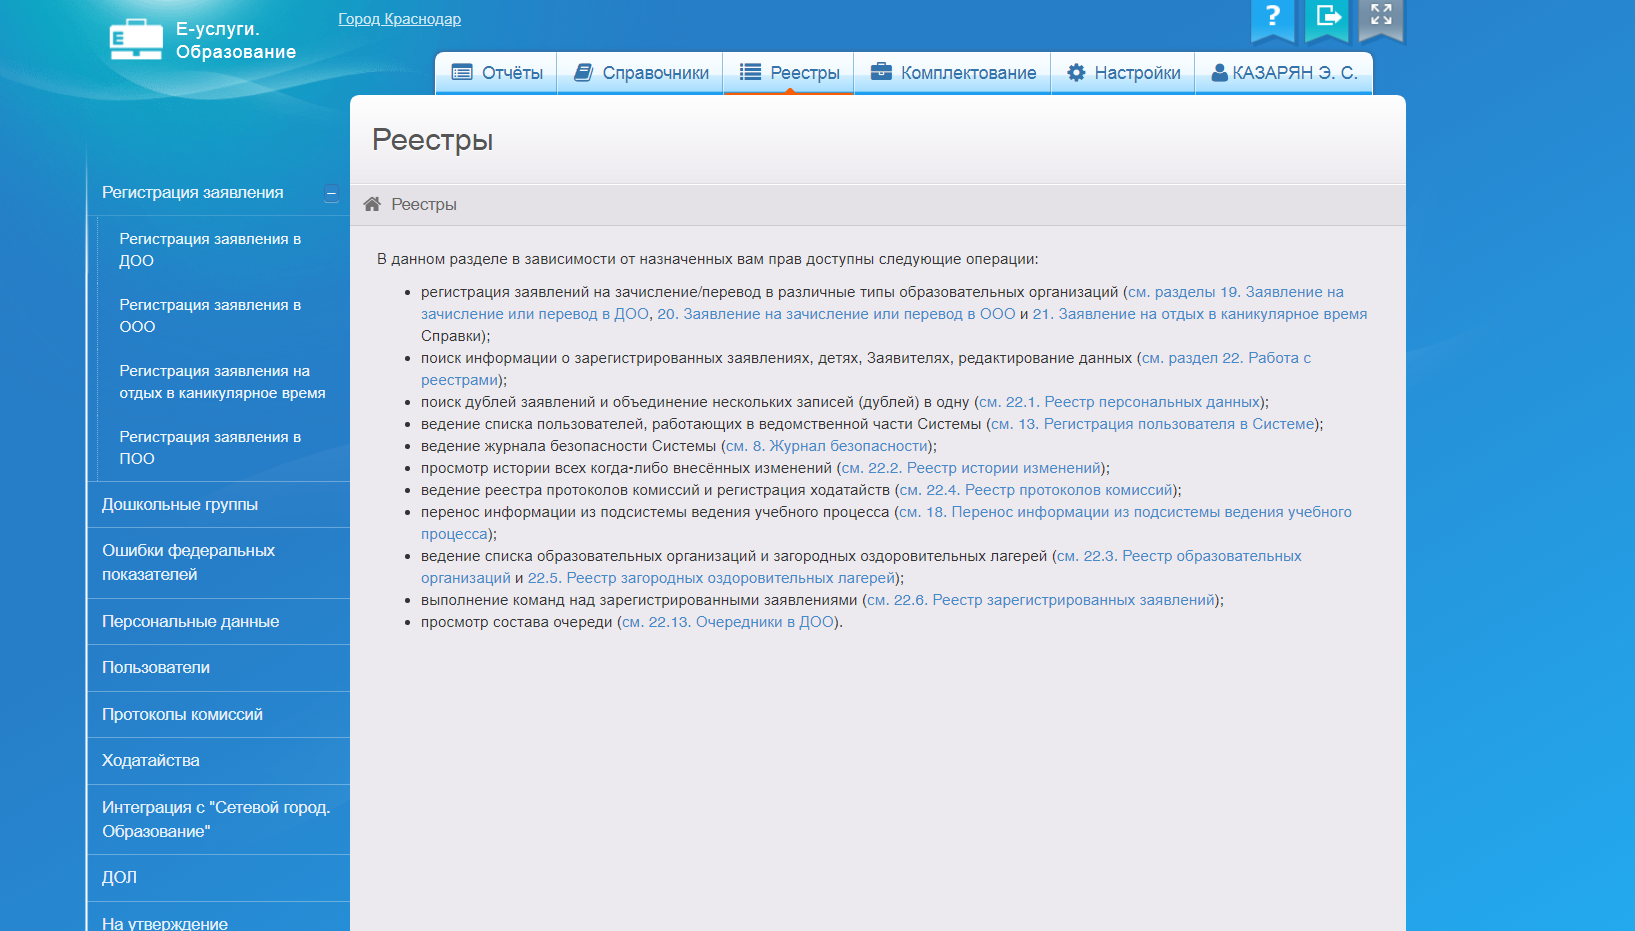 Е-услуги.
Образование
Город Краснодар
?
Отчёты
Справочники
Реестры
Комплектование
Настройки
КАЗАРЯН Э. С.
Реестры
Реестры
Регистрация заявления
Регистрация заявления в
ДОО
Регистрация заявления в
ООО
Регистрация заявления на
отдых в каникулярное время
Регистрация заявления в
ПОО
Дошкольные группы
Ошибки федеральных
показателей
Персональные данные
Пользователи
Протоколы комиссий
Ходатайства
Интеграция с "Сетевой город.
Образование"
ДОЛ
На утверждение
В данном разделе в зависимости от назначенных вам прав доступны следующие операции:
• регистрация заявлений на зачисление/перевод в различные типы образовательных организаций (см. разделы 19. Заявление на
зачисление или перевод в ДОО, 20. Заявление на зачисление или перевод в ООО и 21. Заявление на отдых в каникулярное время
Справки);
• поиск информации о зарегистрированных заявлениях, детях, Заявителях, редактирование данных (см. раздел 22. Работа с
реестрами);
• поиск дублей заявлений и объединение нескольких записей (дублей) в одну (см. 22.1. Реестр персональных данных);
• ведение списка пользователей, работающих в ведомственной части Системы (см. 13. Регистрация пользователя в Системе);
• ведение журнала безопасности Системы (см. 8. Журнал безопасности);
• просмотр истории всех когда-либо внесённых изменений (см. 22.2. Реестр истории изменений);
• ведение реестра протоколов комиссий и регистрация ходатайств (см. 22.4. Реестр протоколов комиссий);
• перенос информации из подсистемы ведения учебного процесса (см. 18. Перенос информации из подсистемы ведения учебного
процесса);
• ведение списка образовательных организаций и загородных оздоровительных лагерей (см. 22.3. Реестр образовательных
организаций и 22.5. Реестр загородных оздоровительных лагерей);
• выполнение команд над зарегистрированными заявлениями (см. 22.6. Реестр зарегистрированных заявлений);
• просмотр состава очереди (см. 22.13. Очередники в ДОО).